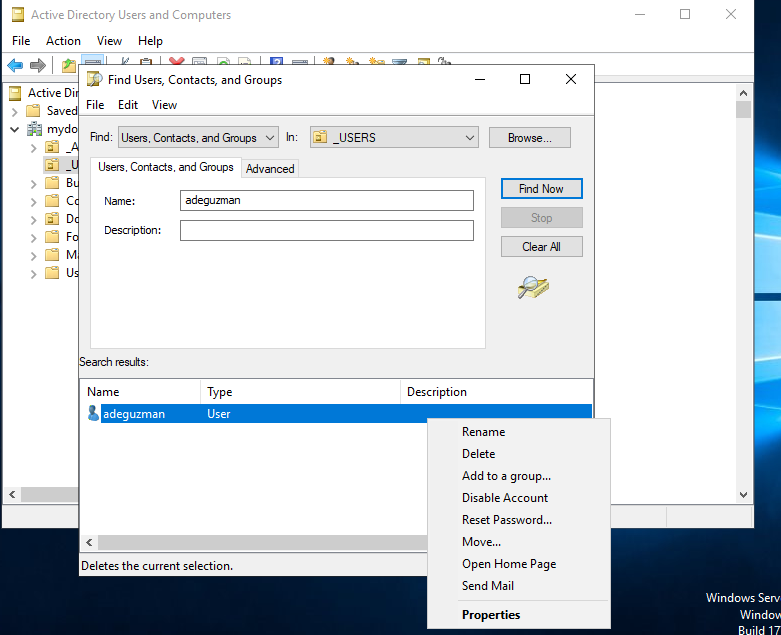 Active Directory Users and Computers
File Action View Help
Find Users, Contacts, and Groups
File Edit View
Find: Users, Contacts, and Groups In: _USERS Browse...
Users, Contacts, and Groups Advanced
Name: adeguzman
Description:
Find Now
Stop
Clear All
Active Dir
Saved
mydo
_A
_U
Bu
Co
Do
Fo
Ma
Us
Search results:
Name Type Description
adeguzman User
Rename
Delete
Add to a group...
Disable Account
Reset Password...
Move...
Open Home Page
Send Mail
Properties
Deletes the current selection.
Windows Serv
Window
Build 17